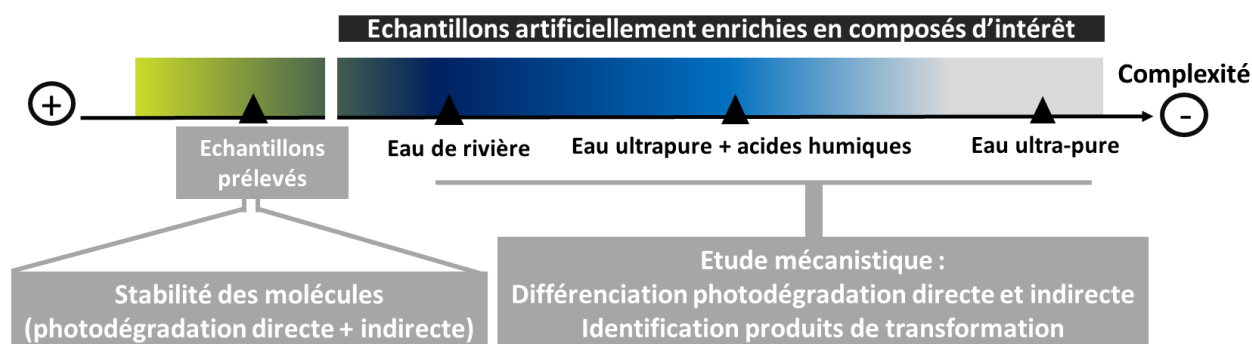 Echantillons artificiellement enrichies en composés d'intérêt
Complexité
+
-
Echantillons
prélevés
Eau de rivière
Eau ultrapure + acides humiques
Eau ultra-pure
Stabilité des molécules
(photodégradation directe + indirecte)
Etude mécanistique :
Différenciation photodégradation directe et indirecte
Identification produits de transformation